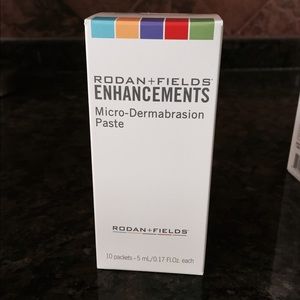 RODAN+FIELDS®
ENHANCEMENTS
Micro-Dermabrasion
Paste
RODAN+FIELDS®
10 packets - 5 mL/0.17 Fl.Oz. each